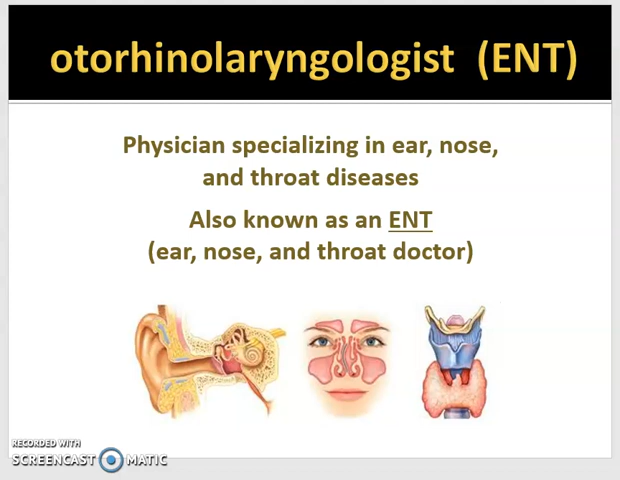 otorhinolaryngologist (ENT)
Physician specializing in ear, nose,
and throat diseases
Also known as an ENT
(ear, nose, and throat doctor)
RECORDED WITH
SCREENCAST MATIC